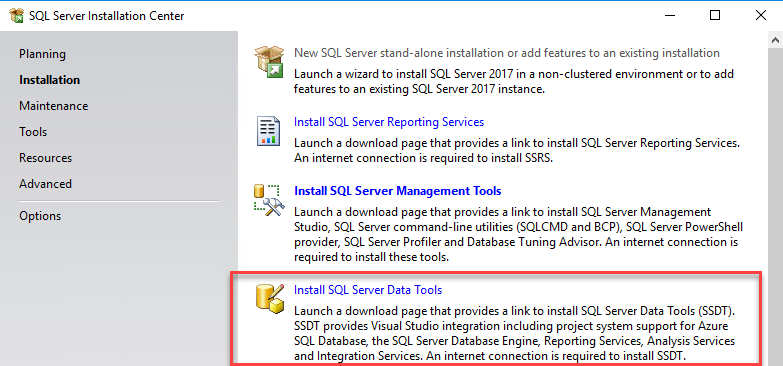 SQL Server Installation Center
Planning
Installation
Maintenance
Tools
Resources
Advanced
Options
New SQL Server stand-alone installation or add features to an existing installation
Launch a wizard to install SQL Server 2017 in a non-clustered environment or to add
features to an existing SQL Server 2017 instance.
Install SQL Server Reporting Services
Launch a download page that provides a link to install SQL Server Reporting Services.
An internet connection is required to install SSRS.
Install SQL Server Management Tools
Launch a download page that provides a link to install SQL Server Management
Studio, SQL Server command-line utilities (SQLCMD and BCP), SQL Server PowerShell
provider, SQL Server Profiler and Database Tuning Advisor. An internet connection is
required to install these tools.
Install SQL Server Data Tools
Launch a download page that provides a link to install SQL Server Data Tools (SSDT).
SSDT provides Visual Studio integration including project system support for Azure
SQL Database, the SQL Server Database Engine, Reporting Services, Analysis Services
and Integration Services. An internet connection is required to install SSDT.